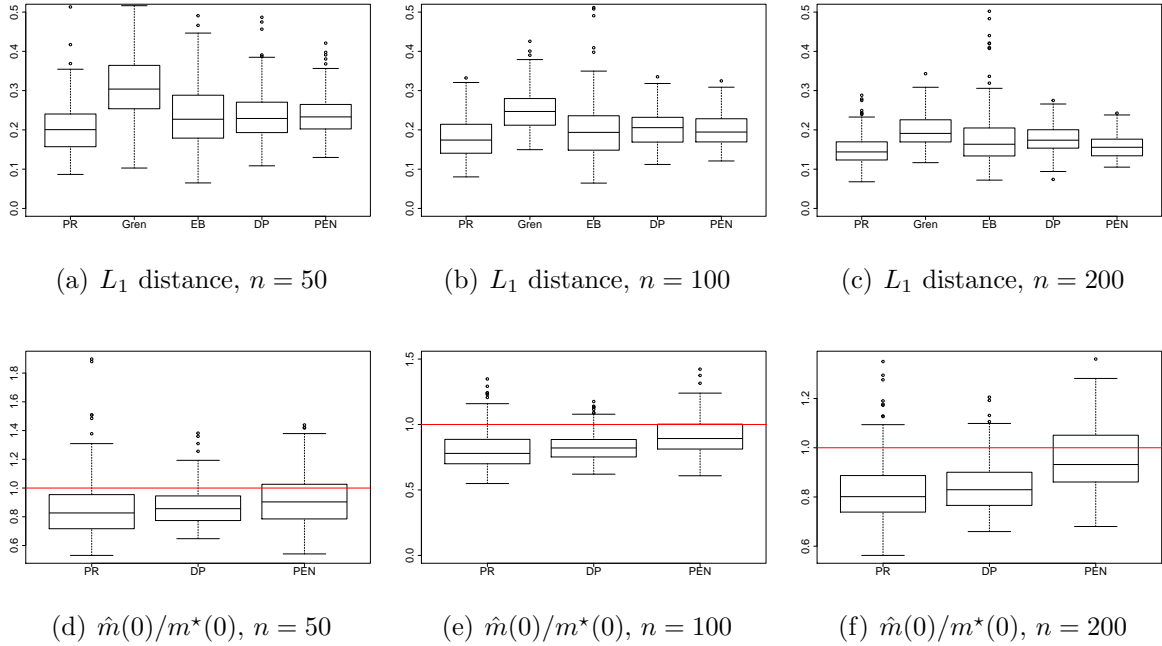 0.0 0.1 0.2 0.3 0.4 0.5
PR Gren EB DP PEN
(a) L₁ distance, n = 50
0.0 0.1 0.2 0.3 0.4 0.5
PR Gren EB DP PEN
(b) L₁ distance, n = 100
0.0 0.1 0.2 0.3 0.4 0.5
PR Gren EB DP PEN
(c) L₁ distance, n = 200
0.6 0.8 1.0 1.2 1.4 1.6 1.8
PR DP PEN
(d) m̂(0)/m⋆(0), n = 50
0.0 0.5 1.0 1.5
PR DP PEN
(e) m̂(0)/m⋆(0), n = 100
0.6 0.8 1.0 1.2
PR DP PEN
(f) m̂(0)/m⋆(0), n = 200